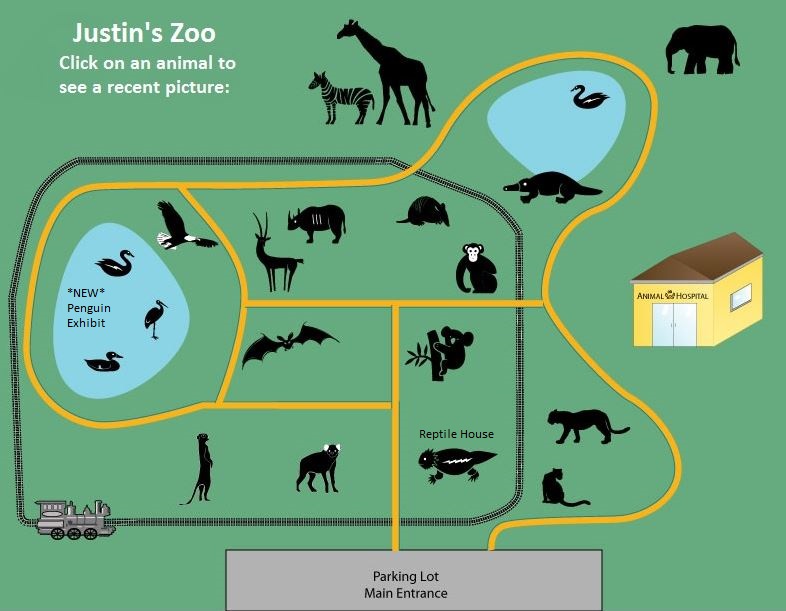 Justin's Zoo
Click on an animal to
see a recent picture:
*NEW*
Penguin
Exhibit
ANIMAL HOSPITAL
Reptile House
Parking Lot
Main Entrance